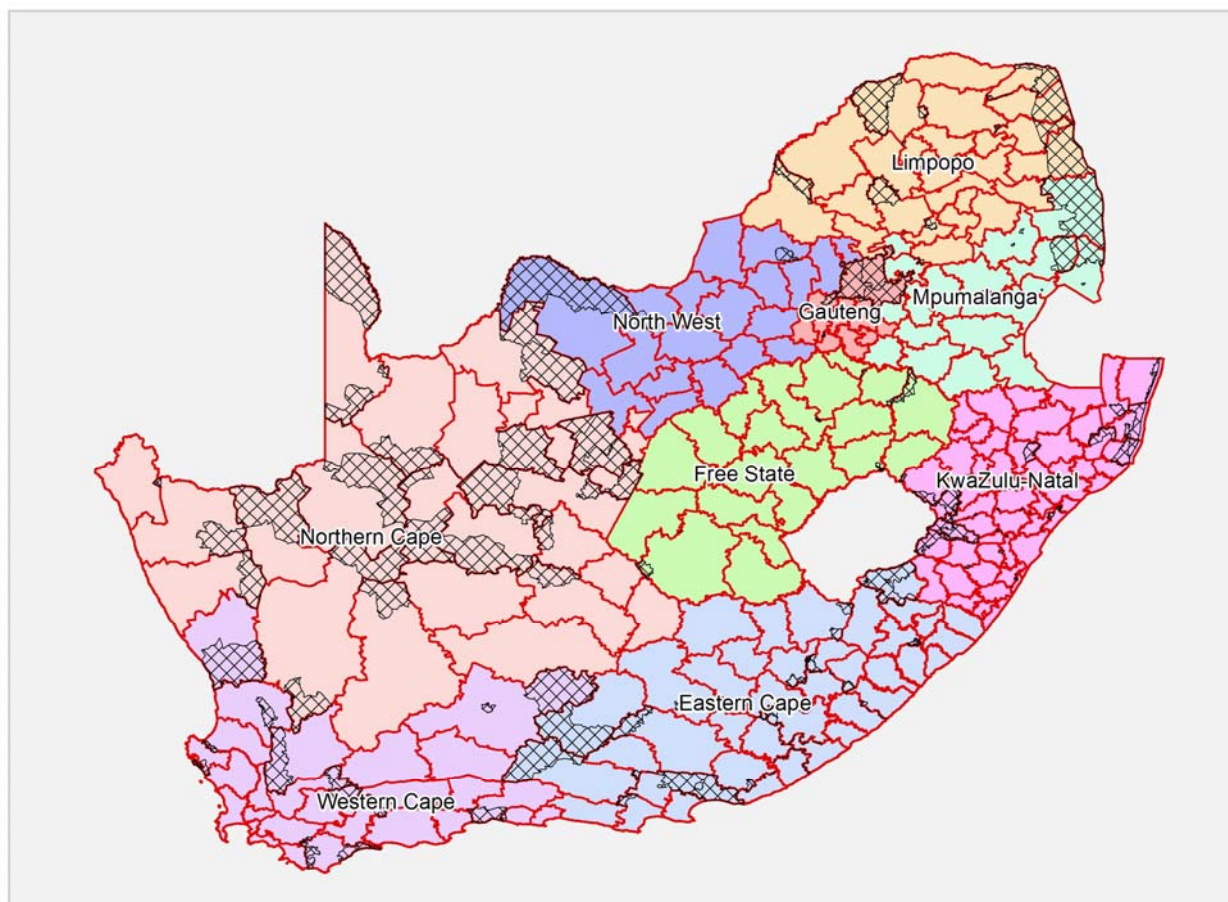 Limpopo
Mpumalanga
Gauteng
North West
Free State
KwaZulu-Natal
Northern Cape
Eastern Cape
Western Cape